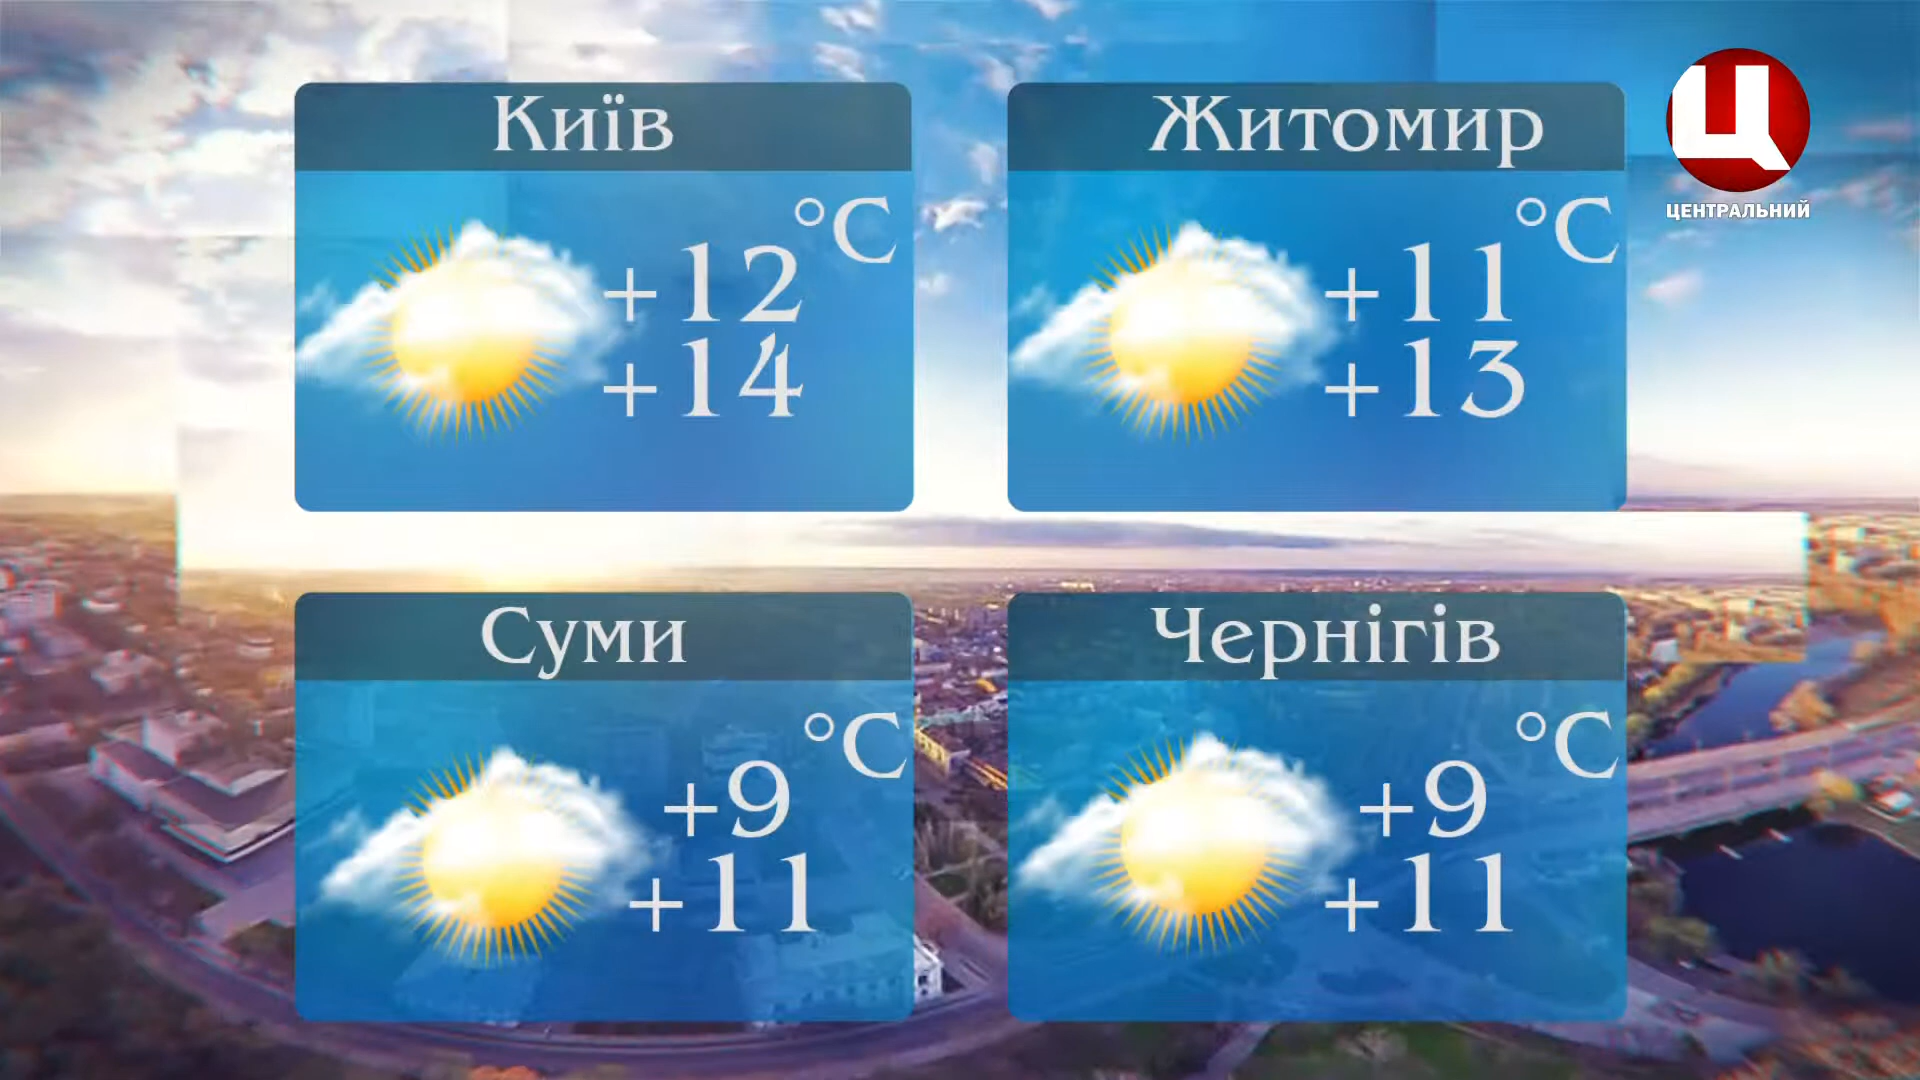 Київ
°C
+12
+14
Житомир
°C
+11
+13
Ц
ЦЕНТРАЛЬНИЙ
Суми
°C
+9
+11
Чернігів
°C
+9
+11